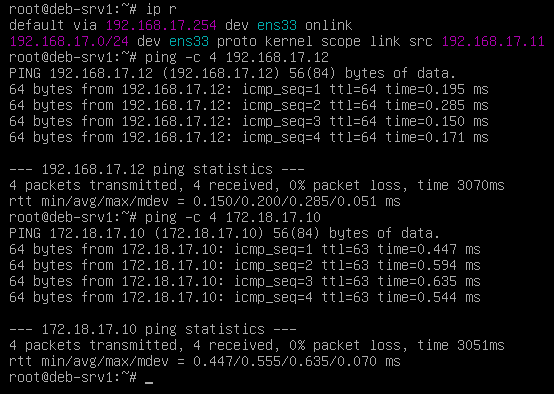 root@deb-srv1:~# ip r
default via 192.168.17.254 dev ens33 onlink
192.168.17.0/24 dev ens33 proto kernel scope link src 192.168.17.11
root@deb-srv1:~# ping -c 4 192.168.17.12
PING 192.168.17.12 (192.168.17.12) 56(84) bytes of data.
64 bytes from 192.168.17.12: icmp_seq=1 ttl=64 time=0.195 ms
64 bytes from 192.168.17.12: icmp_seq=2 ttl=64 time=0.285 ms
64 bytes from 192.168.17.12: icmp_seq=3 ttl=64 time=0.150 ms
64 bytes from 192.168.17.12: icmp_seq=4 ttl=64 time=0.171 ms
--- 192.168.17.12 ping statistics ---
4 packets transmitted, 4 received, 0% packet loss, time 3070ms
rtt min/avg/max/mdev = 0.150/0.200/0.285/0.051 ms
root@deb-srv1:~# ping -c 4 172.18.17.10
PING 172.18.17.10 (172.18.17.10) 56(84) bytes of data.
64 bytes from 172.18.17.10: icmp_seq=1 ttl=63 time=0.447 ms
64 bytes from 172.18.17.10: icmp_seq=2 ttl=63 time=0.594 ms
64 bytes from 172.18.17.10: icmp_seq=3 ttl=63 time=0.635 ms
64 bytes from 172.18.17.10: icmp_seq=4 ttl=63 time=0.544 ms
--- 172.18.17.10 ping statistics ---
4 packets transmitted, 4 received, 0% packet loss, time 3051ms
rtt min/avg/max/mdev = 0.447/0.555/0.635/0.070 ms
root@deb-srv1:~# _